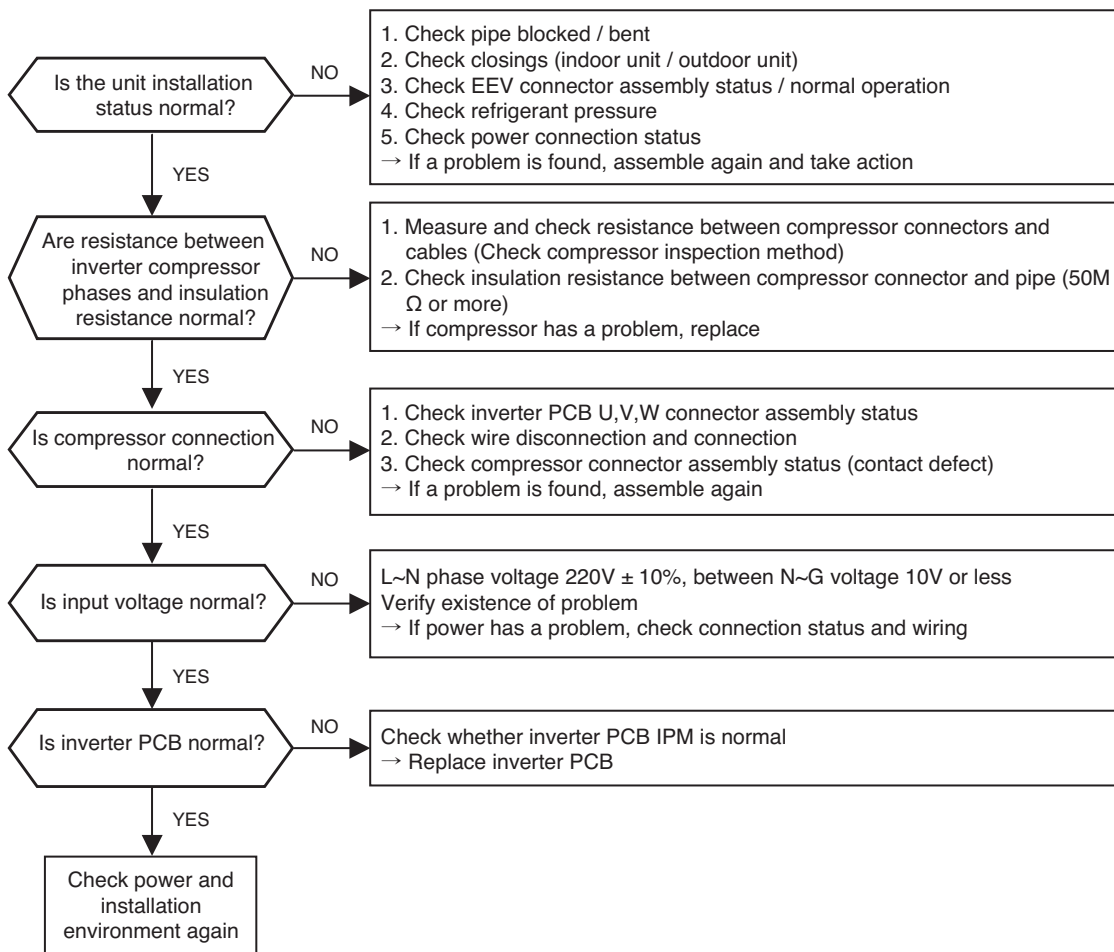 Is the unit installation
status normal?
NO
1. Check pipe blocked / bent
2. Check closings (indoor unit / outdoor unit)
3. Check EEV connector assembly status / normal operation
4. Check refrigerant pressure
5. Check power connection status
→ If a problem is found, assemble again and take action
YES
Are resistance between
inverter compressor
phases and insulation
resistance normal?
NO
1. Measure and check resistance between compressor connectors and
cables (Check compressor inspection method)
2. Check insulation resistance between compressor connector and pipe (50M
Ω or more)
→ If compressor has a problem, replace
YES
Is compressor connection
normal?
NO
1. Check inverter PCB U,V,W connector assembly status
2. Check wire disconnection and connection
3. Check compressor connector assembly status (contact defect)
→ If a problem is found, assemble again
YES
Is input voltage normal?
NO
L~N phase voltage 220V ± 10%, between N~G voltage 10V or less
Verify existence of problem
→ If power has a problem, check connection status and wiring
YES
Is inverter PCB normal?
NO
Check whether inverter PCB IPM is normal
→ Replace inverter PCB
YES
Check power and
installation
environment again